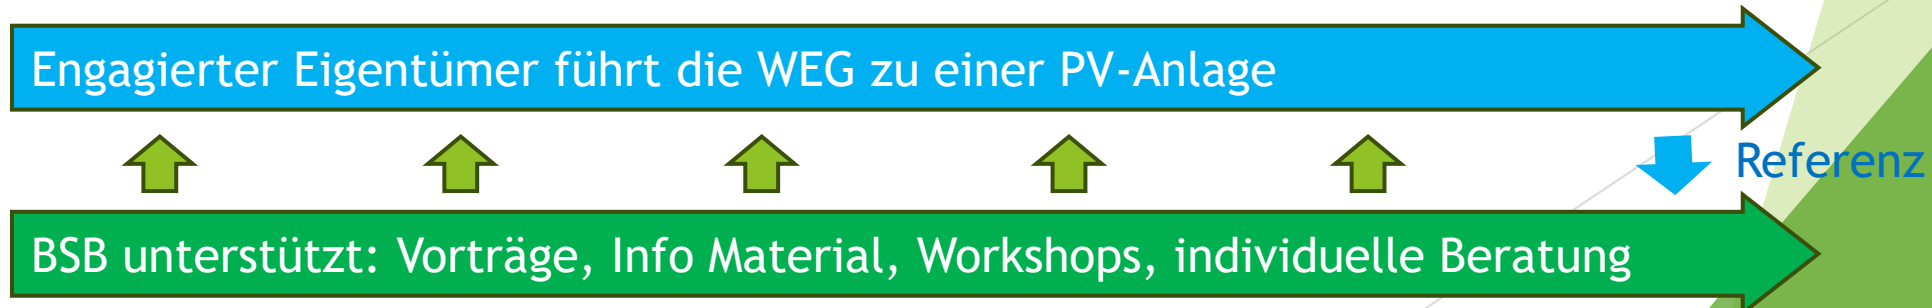 Engagierter Eigentümer führt die WEG zu einer PV-Anlage
Referenz
BSB unterstützt: Vorträge, Info Material, Workshops, individuelle Beratung